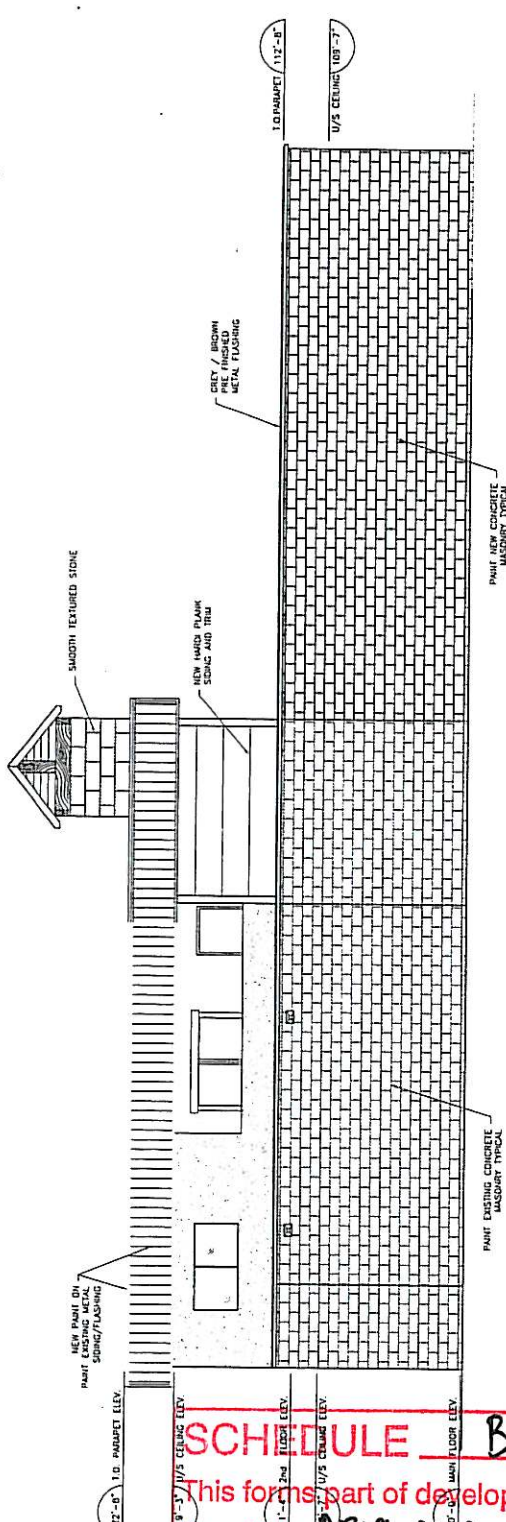 T.O. PARAPET 112'-8"
U/S CEILING 109'-7"
GREY / BROWN
PRE FINISHED
METAL FLASHING
SMOOTH TEXTURED STONE
NEW HARDI PLANK
SIDING AND TRIM
PAINT NEW CONCRETE
MASONRY TYPICAL
NEW PAINT ON
PAINT EXISTING METAL
SIDING/FLASHING
PAINT EXISTING CONCRETE
MASONRY TYPICAL
T.O. PARAPET ELEV.
U/S CEILING ELEV.
2nd FLOOR ELEV.
U/S CEILING ELEV.
MAIN FLOOR ELEV.
SCHEDULE B
This forms part of develop